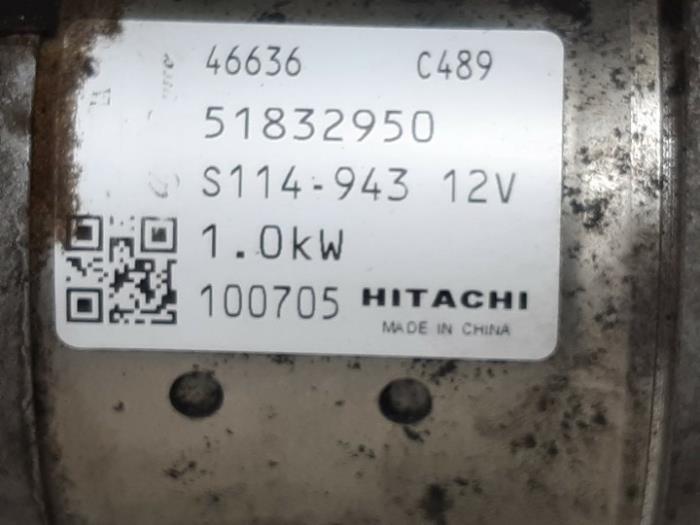 46636 C489
51832950
S114-943 12V
1.0kW
100705 HITACHI
MADE IN CHINA